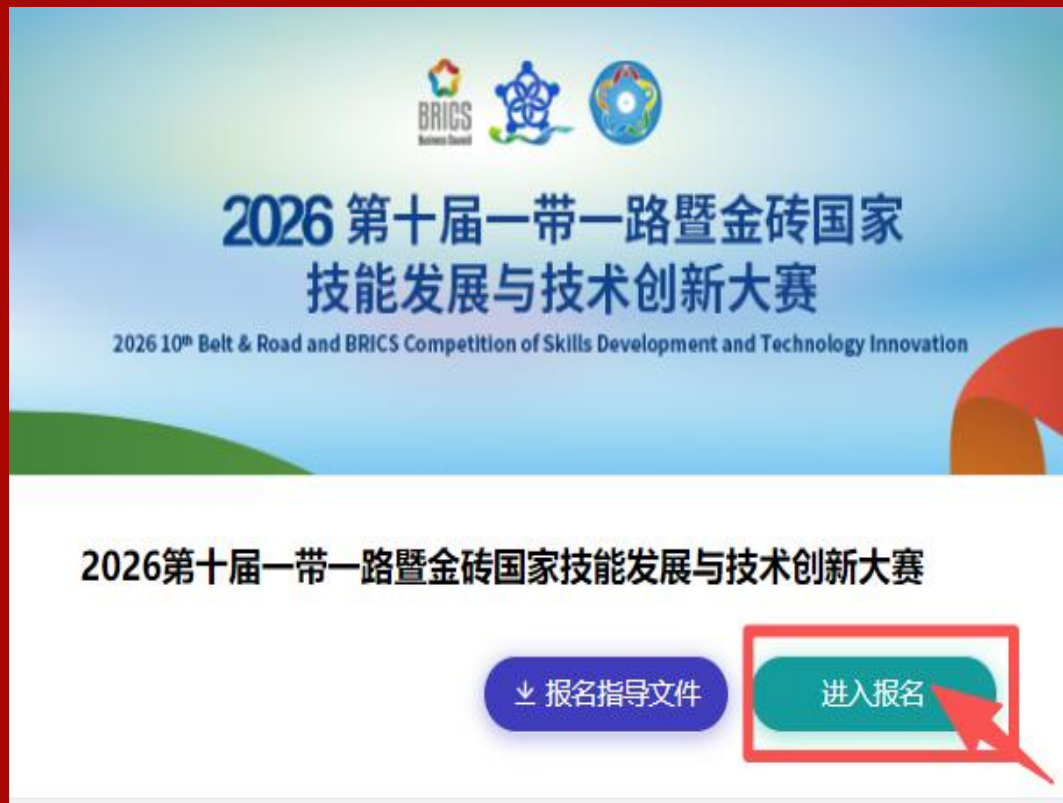 BRICS
Business Council
2026 第十届一带一路暨金砖国家
技能发展与技术创新大赛
2026 10th Belt & Road and BRICS Competition of Skills Development and Technology Innovation
2026第十届一带一路暨金砖国家技能发展与技术创新大赛
报名指导文件
进入报名